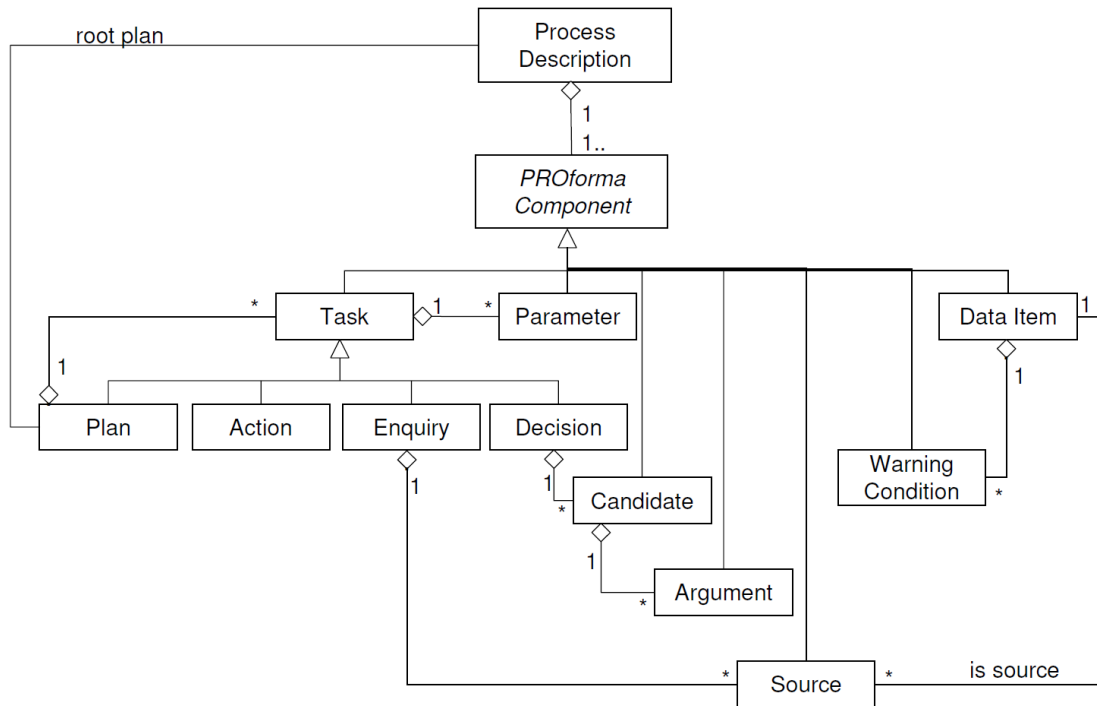 root plan
Process
Description
1
1..
PROforma
Component
*
Task
1
*
Parameter
Data Item
1
1
1
Plan
Action
Enquiry
Decision
Warning
Condition
*
1
1
*
Candidate
1
*
Argument
*
Source
*
is source